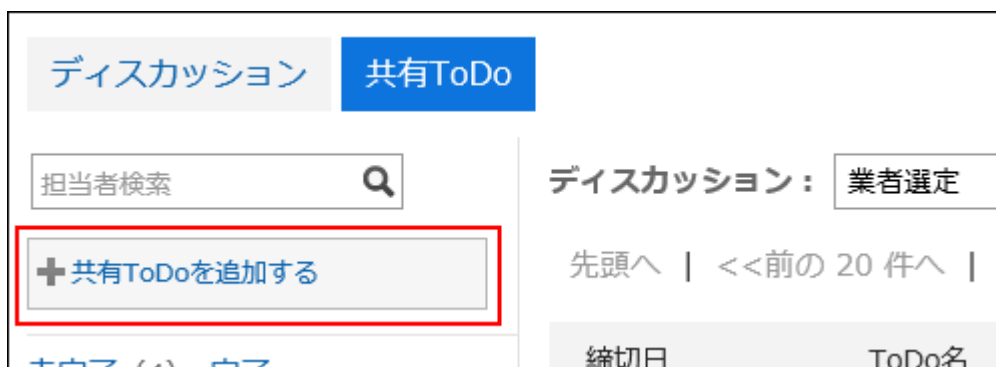 ディスカッション 共有ToDo
担当者検索
共有ToDoを追加する
ディスカッション： 業者選定
先頭へ | <<前の 20 件へ |
締切日 ToDo名